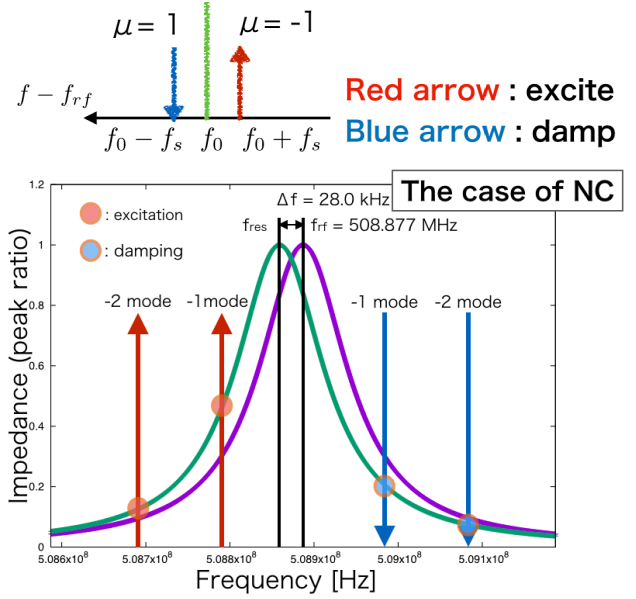 μ = 1
μ = -1
f − f_rf
f₀ − f_s
f₀
f₀ + f_s
Red arrow : excite
Blue arrow : damp
The case of NC
Δf = 28.0 kHz
f_res
f_rf = 508.877 MHz
: excitation
: damping
-2 mode
-1mode
-1 mode
-2 mode
Impedance (peak ratio)
1.2
1
0.8
0.6
0.4
0.2
0
5.086x10⁸
5.087x10⁸
5.088x10⁸
5.089x10⁸
5.09x10⁸
5.091x10⁸
Frequency [Hz]